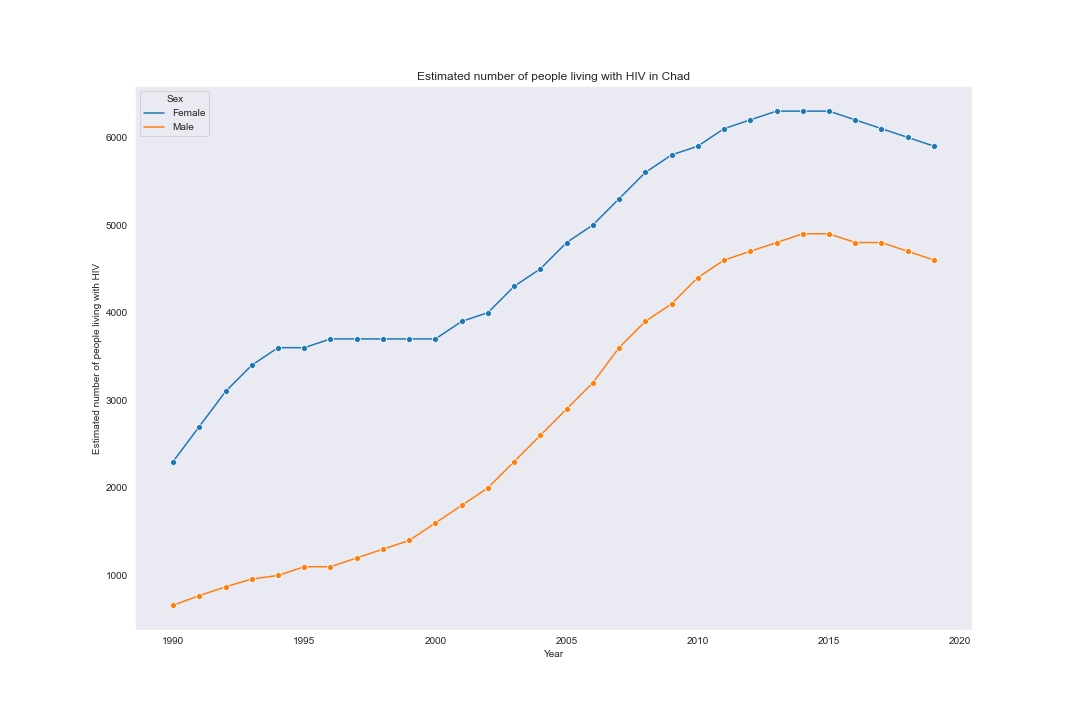 Estimated number of people living with HIV in Chad
Sex
Female
Male
6000
5000
4000
3000
2000
1000
Estimated number of people living with HIV
1990 1995 2000 2005 2010 2015 2020
Year